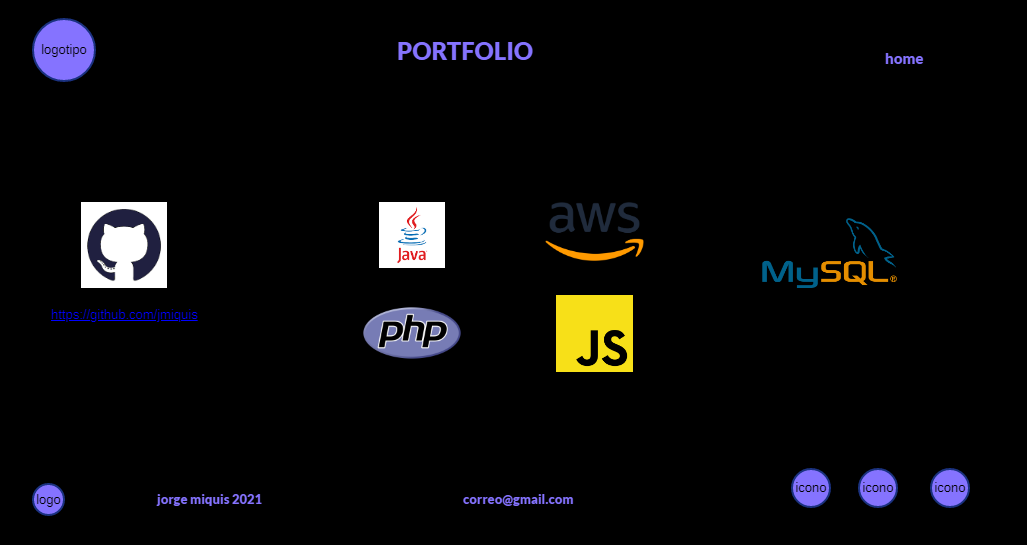 logotipo
PORTFOLIO
home
Java
aws
MySQL®
https://github.com/jmiquis
php
JS
logo
jorge miquis 2021
correo@gmail.com
icono
icono
icono